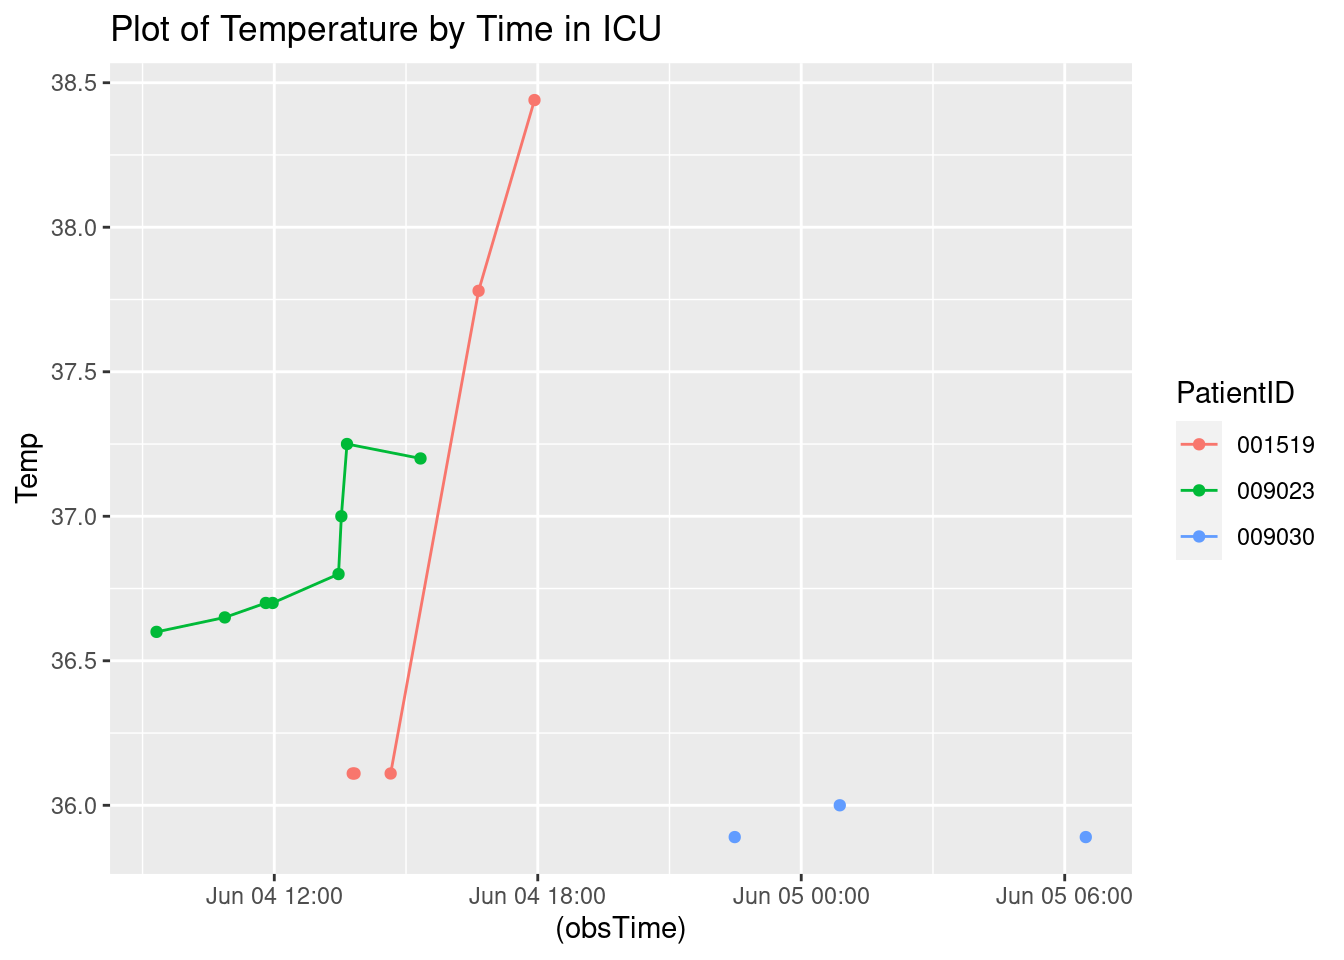 Plot of Temperature by Time in ICU
38.5
38.0
37.5
37.0
36.5
36.0
Temp
Jun 04 12:00
Jun 04 18:00
Jun 05 00:00
Jun 05 06:00
(obsTime)
PatientID
001519
009023
009030